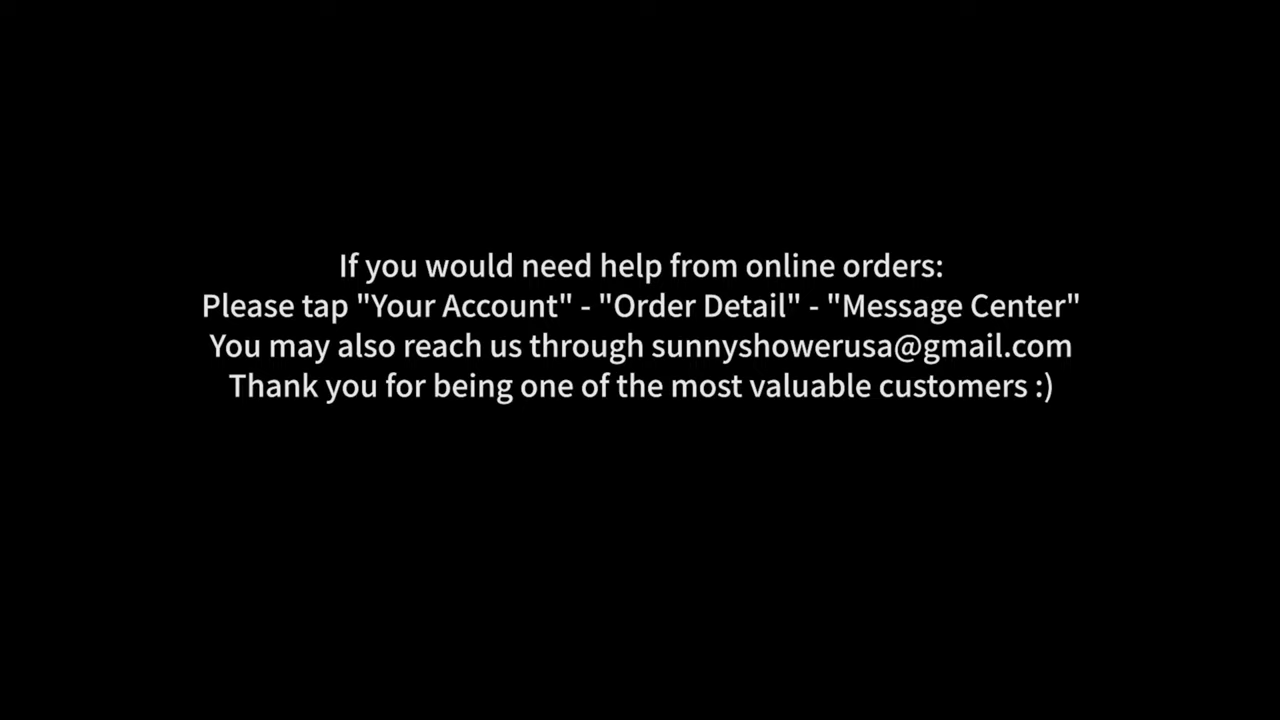 If you would need help from online orders:
Please tap "Your Account" - "Order Detail" - "Message Center"
You may also reach us through sunnyshowerusa@gmail.com
Thank you for being one of the most valuable customers :)